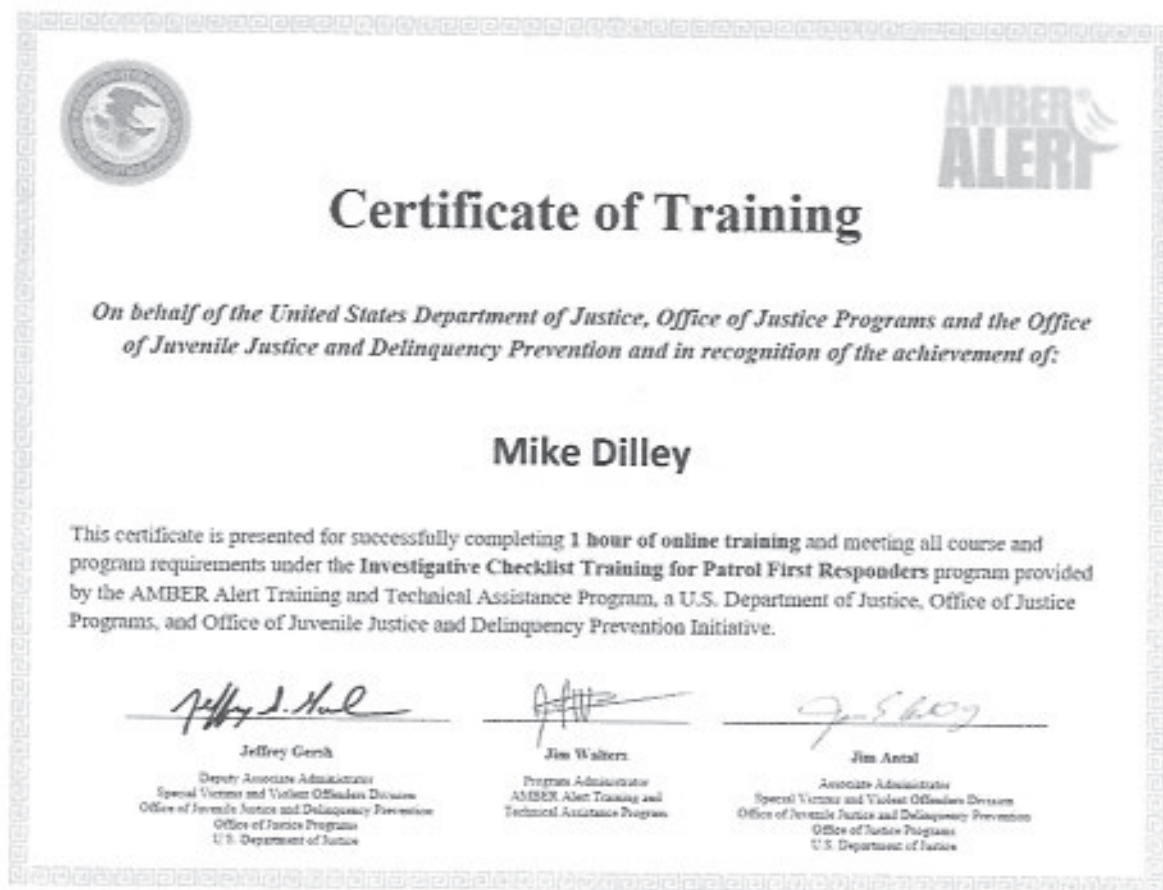 AMBER
ALERT
Certificate of Training
On behalf of the United States Department of Justice, Office of Justice Programs and the Office
of Juvenile Justice and Delinquency Prevention and in recognition of the achievement of:
Mike Dilley
This certificate is presented for successfully completing 1 hour of online training and meeting all course and
program requirements under the Investigative Checklist Training for Patrol First Responders program provided
by the AMBER Alert Training and Technical Assistance Program, a U.S. Department of Justice, Office of Justice
Programs, and Office of Juvenile Justice and Delinquency Prevention Initiative.
Jeffrey Gersh
Deputy Associate Administrator
Special Victims and Violent Offenders Division
Office of Juvenile Justice and Delinquency Prevention
Office of Justice Programs
U.S. Department of Justice
Jim Walters
Program Administrator
AMBER Alert Training and
Technical Assistance Program
Jim Antal
Associate Administrator
Special Victims and Violent Offenders Division
Office of Juvenile Justice and Delinquency Prevention
Office of Justice Programs
U.S. Department of Justice